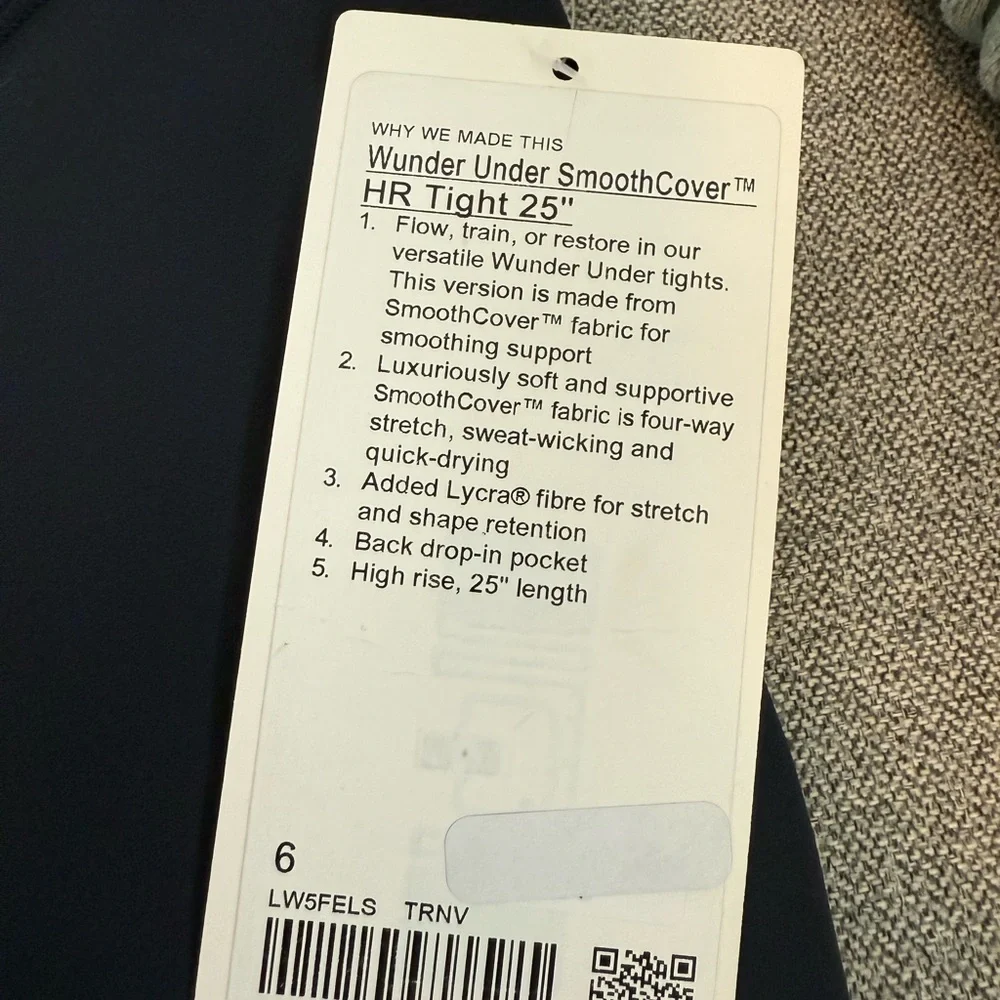 WHY WE MADE THIS
Wunder Under SmoothCover™
HR Tight 25"
1. Flow, train, or restore in our
versatile Wunder Under tights.
This version is made from
SmoothCover™ fabric for
smoothing support
2. Luxuriously soft and supportive
SmoothCover™ fabric is four-way
stretch, sweat-wicking and
quick-drying
3. Added Lycra® fibre for stretch
and shape retention
4. Back drop-in pocket
5. High rise, 25" length
6
LW5FELS TRNV